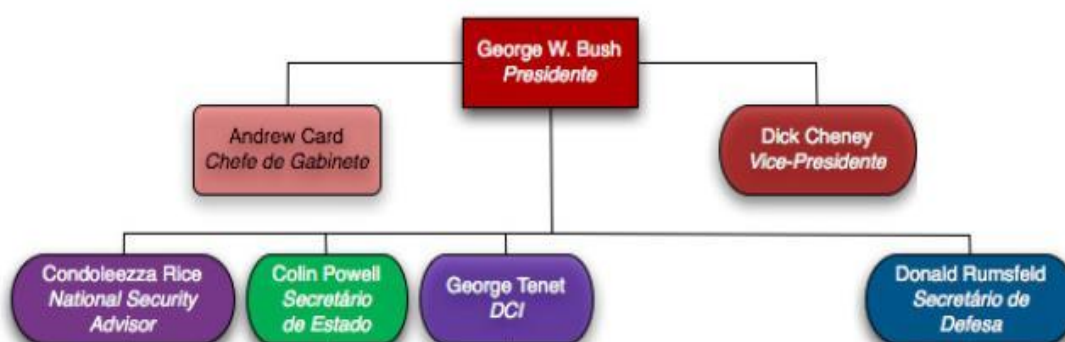 George W. Bush
Presidente
Andrew Card
Chefe de Gabinete
Dick Cheney
Vice-Presidente
Condoleezza Rice
National Security
Advisor
Colin Powell
Secretário
de Estado
George Tenet
DCI
Donald Rumsfeld
Secretário de
Defesa